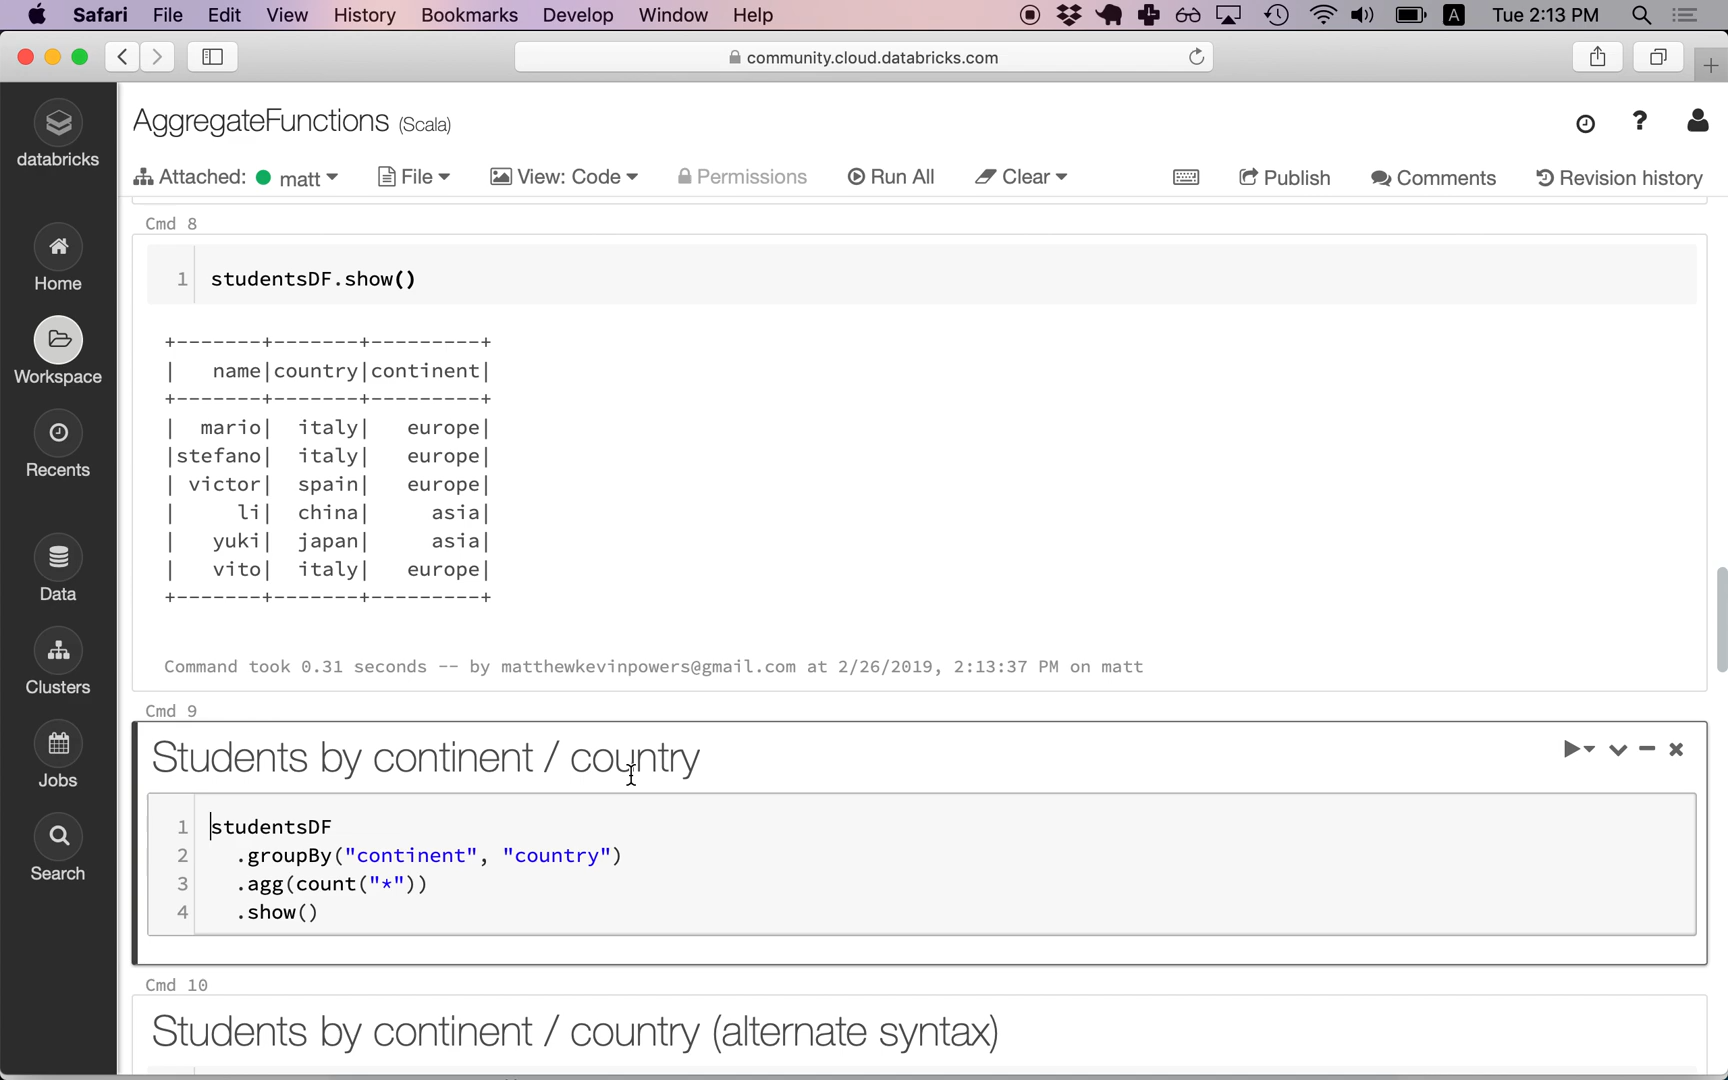 Safari File Edit View History Bookmarks Develop Window Help A Tue 2:13 PM
community.cloud.databricks.com
databricks
Home
Workspace
Recents
Data
Clusters
Jobs
Search
AggregateFunctions (Scala)
?
Attached: matt File View: Code Permissions Run All Clear Publish Comments Revision history
Cmd 8
1 studentsDF.show()
+-------+-------+---------+
|   name|country|continent|
+-------+-------+---------+
|  mario|  italy|   europe|
|stefano|  italy|   europe|
| victor|  spain|   europe|
|     li|  china|     asia|
|   yuki|  japan|     asia|
|   vito|  italy|   europe|
+-------+-------+---------+
Command took 0.31 seconds -- by matthewkevinpowers@gmail.com at 2/26/2019, 2:13:37 PM on matt
Cmd 9
Students by continent / country
1 studentsDF
2   .groupBy("continent", "country")
3   .agg(count("*"))
4   .show()
Cmd 10
Students by continent / country (alternate syntax)